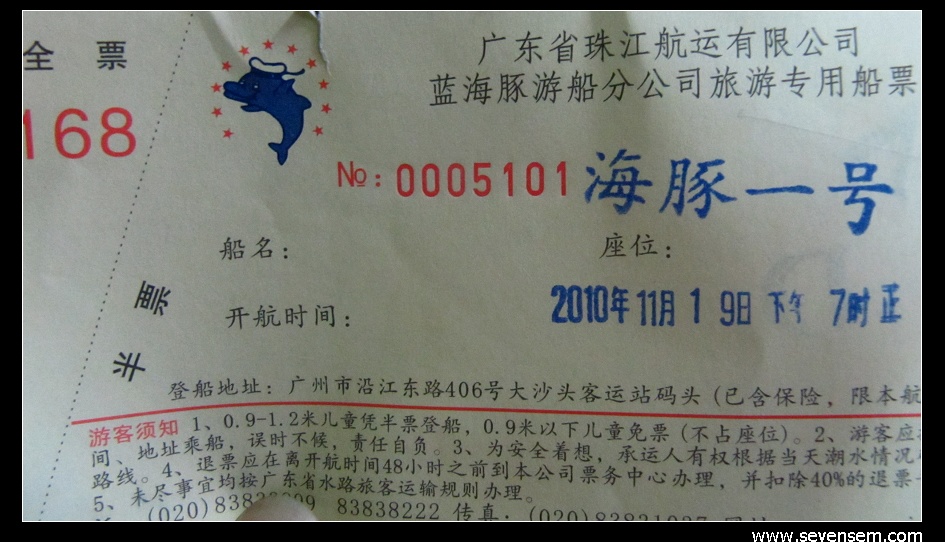 全 票
168
广东省珠江航运有限公司
蓝海豚游船分公司旅游专用船票
№: 0005101 海豚一号
船名: 座位:
半 票
开航时间: 2010年11月19日 下午 7时正
登船地址: 广州市沿江东路406号大沙头客运站码头 (已含保险, 限本航
游客须知 1、0.9-1.2米儿童凭半票登船, 0.9米以下儿童免票 (不占座位)。2、游客应
间、地址乘船, 误时不候, 责任自负。3、为安全着想, 承运人有权根据当天潮水情况
路线。4、退票应在离开航时间48小时之前到本公司票务中心办理, 并扣除40%的退票
5、未尽事宜均按广东省水路旅客运输规则办理。
(020)838 83838222 传真: (020)
www.sevensem.com